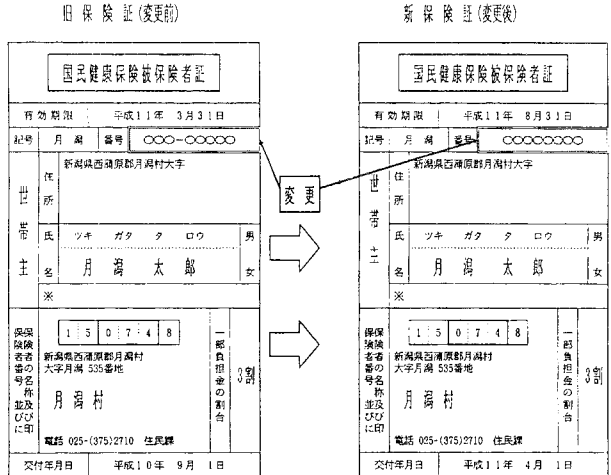 旧保険証(変更前)
国民健康保険被保険者証
有効期限 平成11年 3月31日
記号 月潟 番号 ○○○-○○○○○
世帯主
住所
新潟県西蒲原郡月潟村大字
氏名
ツキ ガタ タ ロウ
月潟太郎
男
女
※
保険者番号並びに
保険者の名称及び印
150748
新潟県西蒲原郡月潟村
大字月潟 535番地
月潟村
電話 025-(375)2710 住民課
一部負担金の割合
3割
交付年月日 平成10年 9月 1日
変更
新保険証(変更後)
国民健康保険被保険者証
有効期限 平成11年 8月31日
記号 月潟 番号 ○○○○○○○○
世帯主
住所
新潟県西蒲原郡月潟村大字
氏名
ツキ ガタ タ ロウ
月潟太郎
男
女
※
保険者番号並びに
保険者の名称及び印
150748
新潟県西蒲原郡月潟村
大字月潟 535番地
月潟村
電話 025-(375)2710 住民課
一部負担金の割合
3割
交付年月日 平成11年 4月 1日